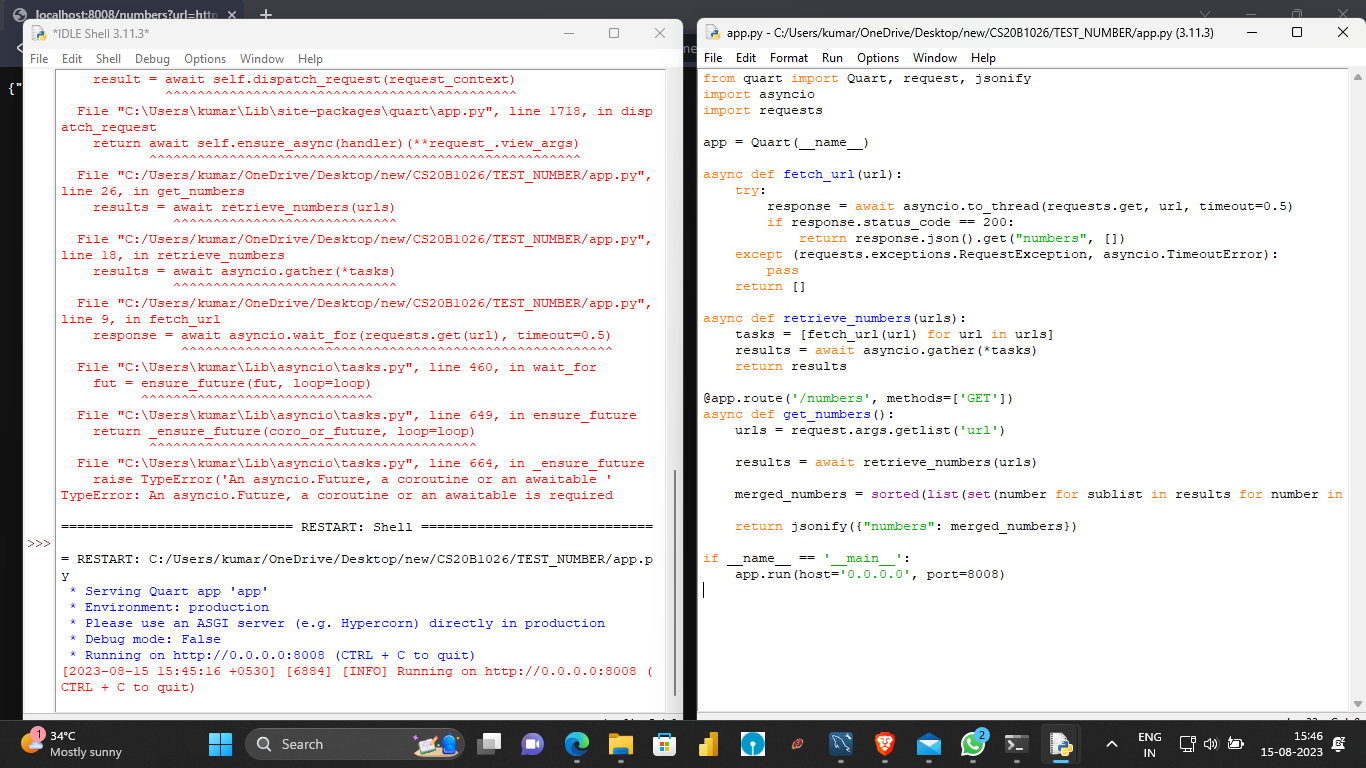 localhost:8008/numbers?url=htt
*IDLE Shell 3.11.3*
File Edit Shell Debug Options Window Help
{"
result = await self.dispatch_request(request_context)
^^^^^^^^^^^^^^^^^^^^^^^^^^^^^^^^^^^^^^^^^^^^
File "C:\Users\kumar\Lib\site-packages\quart\app.py", line 1718, in disp
atch_request
return await self.ensure_async(handler)(**request_.view_args)
^^^^^^^^^^^^^^^^^^^^^^^^^^^^^^^^^^^^^^^^^^^^^^^^^^^^^^
File "C:/Users/kumar/OneDrive/Desktop/new/CS20B1026/TEST_NUMBER/app.py",
line 26, in get_numbers
results = await retrieve_numbers(urls)
^^^^^^^^^^^^^^^^^^^^^^^^^^^^
File "C:/Users/kumar/OneDrive/Desktop/new/CS20B1026/TEST_NUMBER/app.py",
line 18, in retrieve_numbers
results = await asyncio.gather(*tasks)
^^^^^^^^^^^^^^^^^^^^^^^^^^^^
File "C:/Users/kumar/OneDrive/Desktop/new/CS20B1026/TEST_NUMBER/app.py",
line 9, in fetch_url
response = await asyncio.wait_for(requests.get(url), timeout=0.5)
^^^^^^^^^^^^^^^^^^^^^^^^^^^^^^^^^^^^^^^^^^^^^^^^^^^^^^
File "C:\Users\kumar\Lib\asyncio\tasks.py", line 460, in wait_for
fut = ensure_future(fut, loop=loop)
^^^^^^^^^^^^^^^^^^^^^^^^^^^^^
File "C:\Users\kumar\Lib\asyncio\tasks.py", line 649, in ensure_future
return _ensure_future(coro_or_future, loop=loop)
^^^^^^^^^^^^^^^^^^^^^^^^^^^^^^^^^^^^^^^^^
File "C:\Users\kumar\Lib\asyncio\tasks.py", line 664, in _ensure_future
raise TypeError('An asyncio.Future, a coroutine or an awaitable '
TypeError: An asyncio.Future, a coroutine or an awaitable is required
============================= RESTART: Shell =============================
>>>
= RESTART: C:/Users/kumar/OneDrive/Desktop/new/CS20B1026/TEST_NUMBER/app.p
y
* Serving Quart app 'app'
* Environment: production
* Please use an ASGI server (e.g. Hypercorn) directly in production
* Debug mode: False
* Running on http://0.0.0.0:8008 (CTRL + C to quit)
[2023-08-15 15:45:16 +0530] [6884] [INFO] Running on http://0.0.0.0:8008 (
CTRL + C to quit)
app.py - C:/Users/kumar/OneDrive/Desktop/new/CS20B1026/TEST_NUMBER/app.py (3.11.3)
File Edit Format Run Options Window Help
from quart import Quart, request, jsonify
import asyncio
import requests
app = Quart(__name__)
async def fetch_url(url):
try:
response = await asyncio.to_thread(requests.get, url, timeout=0.5)
if response.status_code == 200:
return response.json().get("numbers", [])
except (requests.exceptions.RequestException, asyncio.TimeoutError):
pass
return []
async def retrieve_numbers(urls):
tasks = [fetch_url(url) for url in urls]
results = await asyncio.gather(*tasks)
return results
@app.route('/numbers', methods=['GET'])
async def get_numbers():
urls = request.args.getlist('url')
results = await retrieve_numbers(urls)
merged_numbers = sorted(list(set(number for sublist in results for number in
return jsonify({"numbers": merged_numbers})
if __name__ == '__main__':
app.run(host='0.0.0.0', port=8008)
1
34°C
Mostly sunny
Search
2
ENG
IN
15:46
15-08-2023